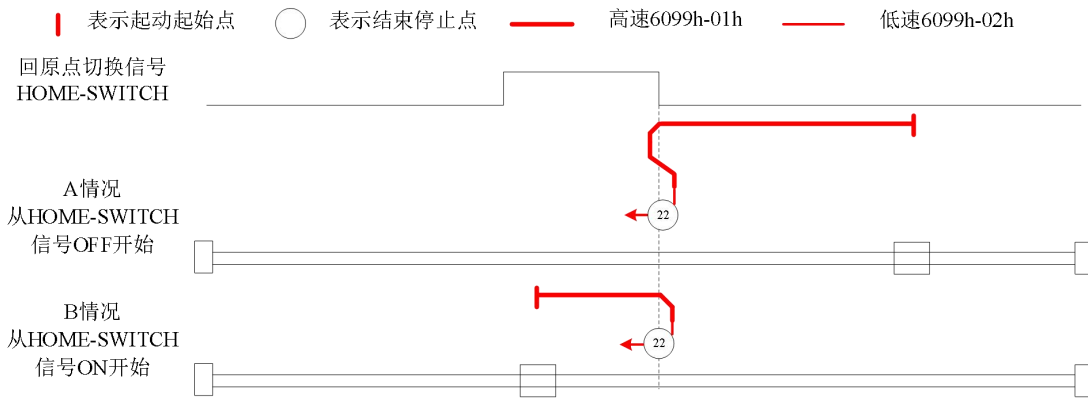 表示起动起始点 表示结束停止点 高速6099h-01h 低速6099h-02h
回原点切换信号
HOME-SWITCH
A情况
从HOME-SWITCH
信号OFF开始
22
B情况
从HOME-SWITCH
信号ON开始
22